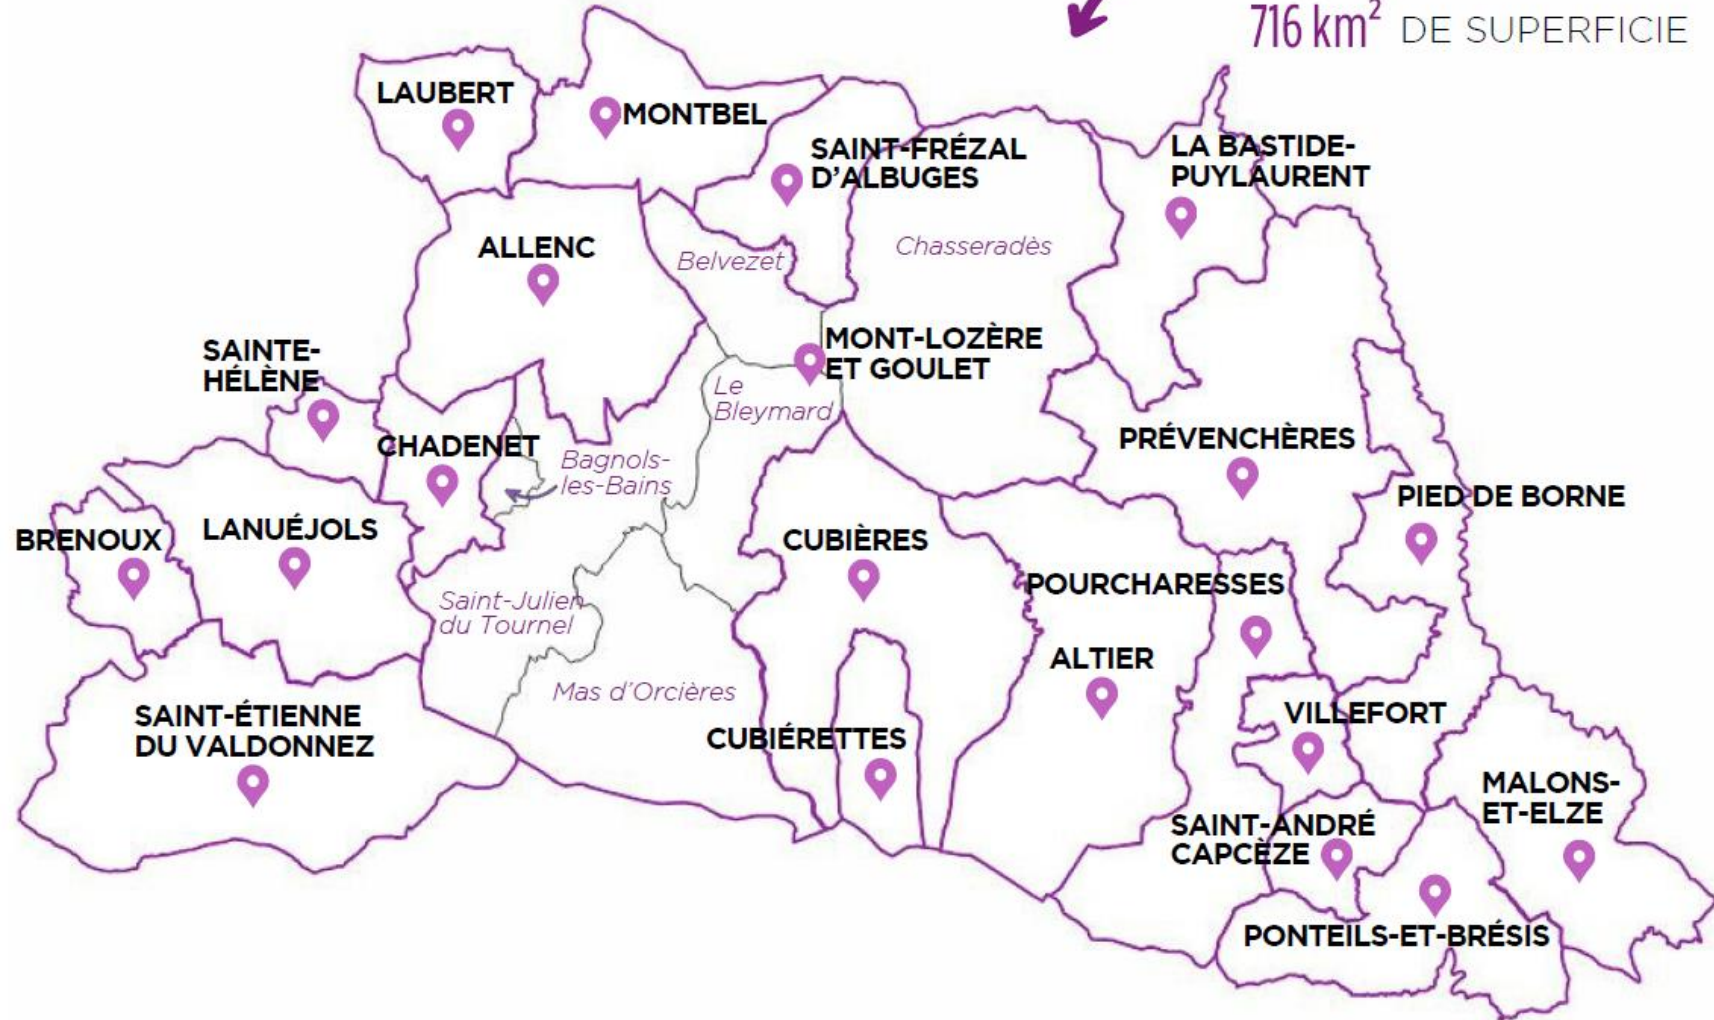 716 km² DE SUPERFICIE
LAUBERT
MONTBEL
SAINT-FRÉZAL
D'ALBUGES
LA BASTIDE-
PUYLAURENT
ALLENC
Belvezet
Chasseradès
SAINTE-
HÉLÈNE
MONT-LOZÈRE
ET GOULET
Le
Bleymard
CHADENET
Bagnols-
les-Bains
PRÉVENCHÈRES
PIED DE BORNE
BRENOUX
LANUÉJOLS
CUBIÈRES
POURCHARESSES
Saint-Julien
du Tournel
ALTIER
Mas d'Orcières
SAINT-ÉTIENNE
DU VALDONNEZ
CUBIÉRETTES
VILLEFORT
MALONS-
ET-ELZE
SAINT-ANDRÉ
CAPCÈZE
PONTEILS-ET-BRÉSIS